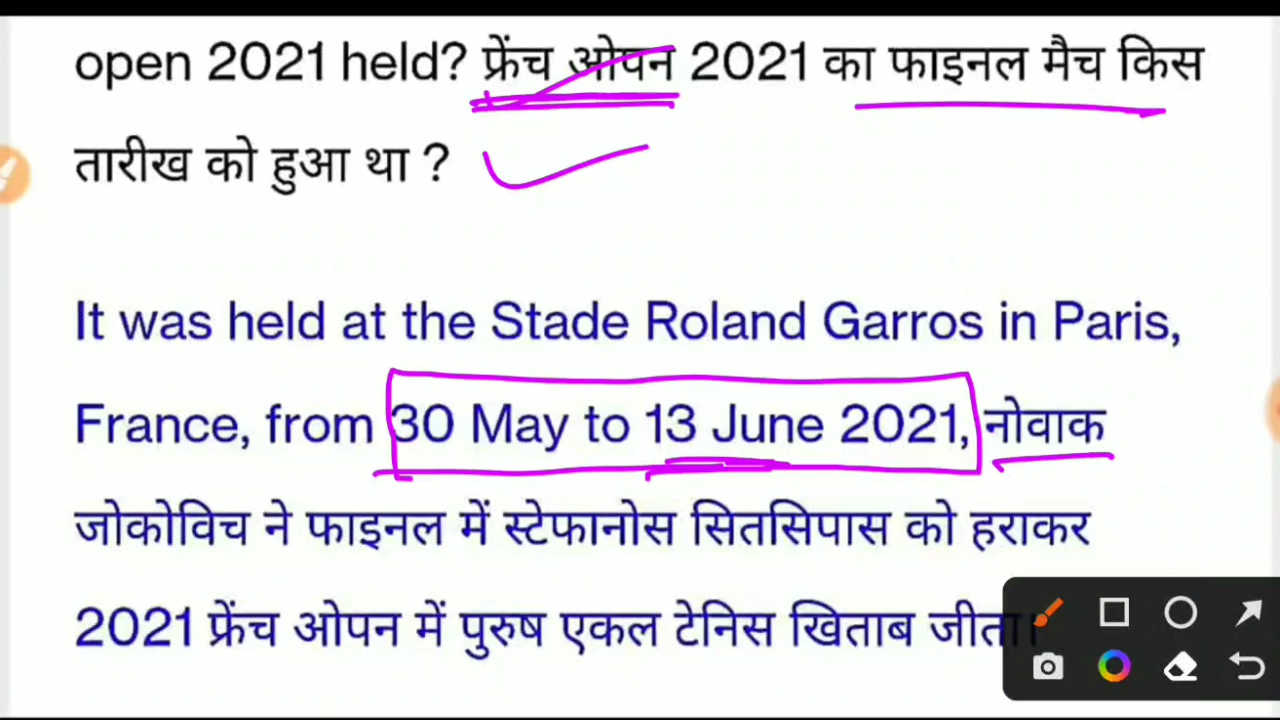 open 2021 held? फ्रेंच ओपन 2021 का फाइनल मैच किस
तारीख को हुआ था ?
It was held at the Stade Roland Garros in Paris,
France, from 30 May to 13 June 2021, नोवाक
जोकोविच ने फाइनल में स्टेफानोस सितसिपास को हराकर
2021 फ्रेंच ओपन में पुरुष एकल टेनिस खिताब जीता।